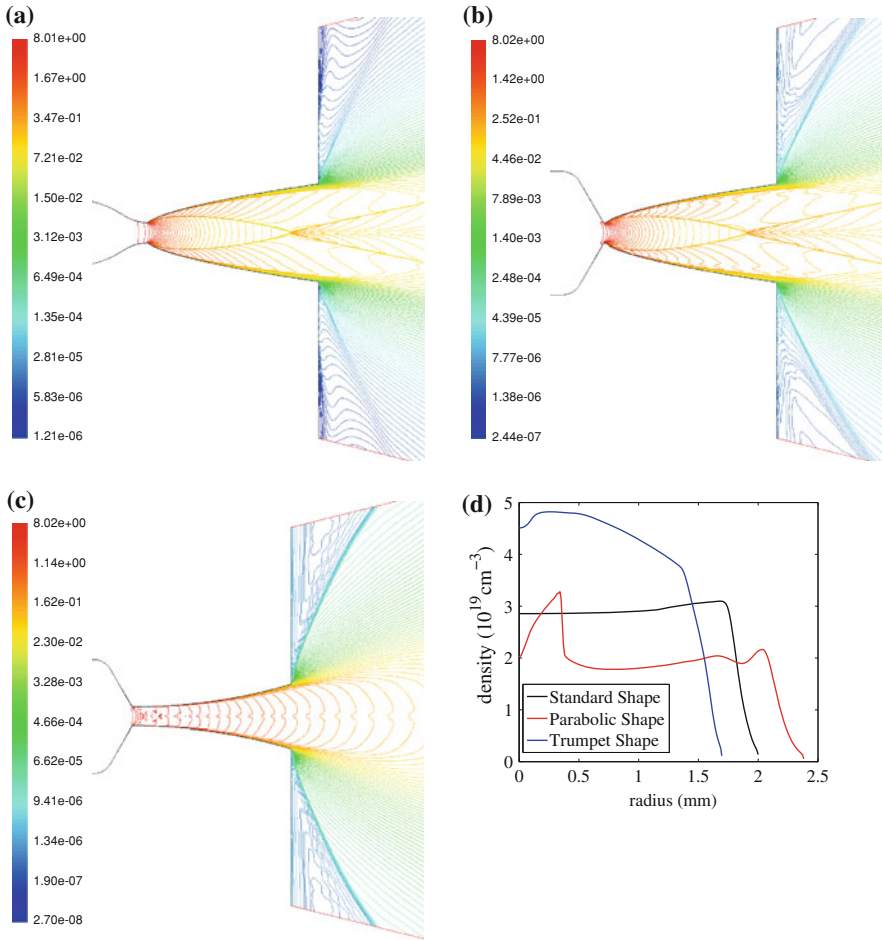 (a)
8.01e+00
1.67e+00
3.47e-01
7.21e-02
1.50e-02
3.12e-03
6.49e-04
1.35e-04
2.81e-05
5.83e-06
1.21e-06
(b)
8.02e+00
1.42e+00
2.52e-01
4.46e-02
7.89e-03
1.40e-03
2.48e-04
4.39e-05
7.77e-06
1.38e-06
2.44e-07
(c)
8.02e+00
1.14e+00
1.62e-01
2.30e-02
3.28e-03
4.66e-04
6.62e-05
9.41e-06
1.34e-06
1.90e-07
2.70e-08
(d)
5
4
3
2
1
0
density (10¹⁹ cm⁻³)
Standard Shape
Parabolic Shape
Trumpet Shape
0 0.5 1 1.5 2 2.5
radius (mm)